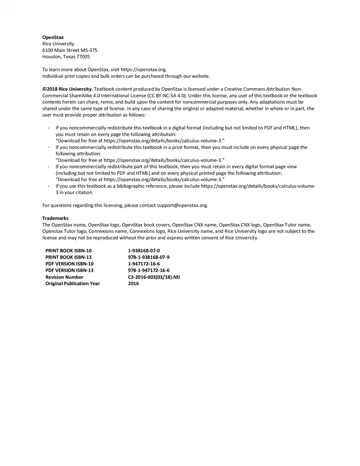 OpenStax
Rice University
6100 Main Street MS-375
Houston, Texas 77005
To learn more about OpenStax, visit https://openstax.org.
Individual print copies and bulk orders can be purchased through our website.
©2018 Rice University. Textbook content produced by OpenStax is licensed under a Creative Commons Attribution Non-
Commercial ShareAlike 4.0 International License (CC BY-NC-SA 4.0). Under this license, any user of this textbook or the textbook
contents herein can share, remix, and build upon the content for noncommercial purposes only. Any adaptations must be
shared under the same type of license. In any case of sharing the original or adapted material, whether in whole or in part, the
user must provide proper attribution as follows:
- If you noncommercially redistribute this textbook in a digital format (including but not limited to PDF and HTML), then
you must retain on every page the following attribution:
"Download for free at https://openstax.org/details/books/calculus-volume-3."
- If you noncommercially redistribute this textbook in a print format, then you must include on every physical page the
following attribution:
"Download for free at https://openstax.org/details/books/calculus-volume-3."
- If you noncommercially redistribute part of this textbook, then you must retain in every digital format page view
(including but not limited to PDF and HTML) and on every physical printed page the following attribution:
"Download for free at https://openstax.org/details/books/calculus-volume-3."
- If you use this textbook as a bibliographic reference, please include https://openstax.org/details/books/calculus-volume-
3 in your citation.
For questions regarding this licensing, please contact support@openstax.org.
Trademarks
The OpenStax name, OpenStax logo, OpenStax book covers, OpenStax CNX name, OpenStax CNX logo, OpenStax Tutor name,
Openstax Tutor logo, Connexions name, Connexions logo, Rice University name, and Rice University logo are not subject to the
license and may not be reproduced without the prior and express written consent of Rice University.
PRINT BOOK ISBN-10 1-938168-07-0
PRINT BOOK ISBN-13 978-1-938168-07-9
PDF VERSION ISBN-10 1-947172-16-6
PDF VERSION ISBN-13 978-1-947172-16-6
Revision Number C3-2016-003(03/18)-MJ
Original Publication Year 2016